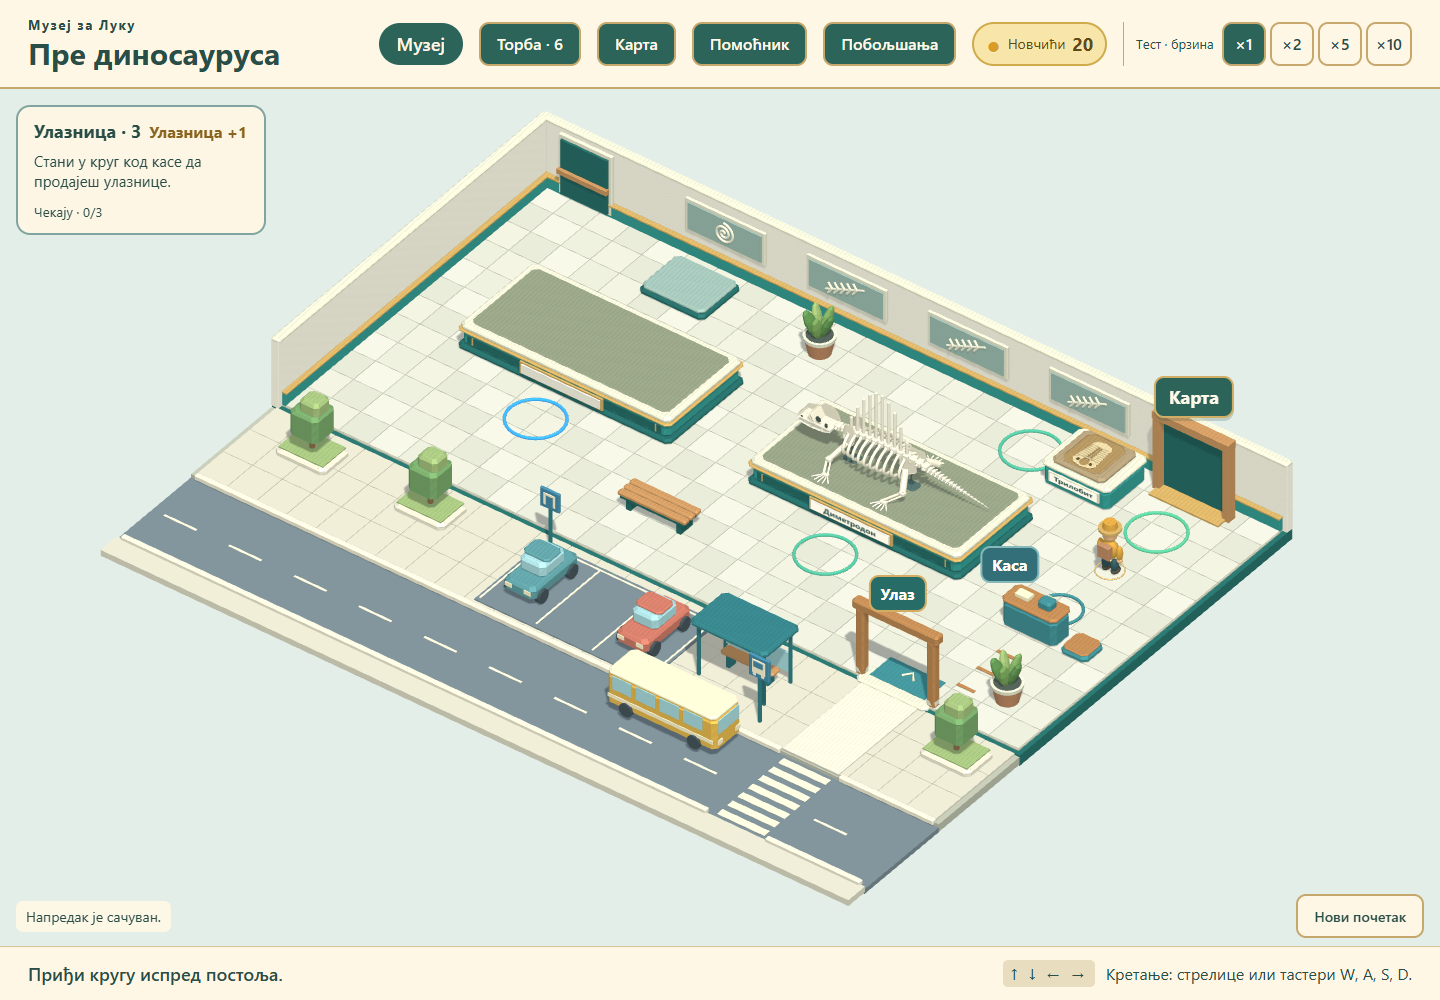 Музеј за Луку
Пре диносауруса
Музеј
Торба · 6
Карта
Помоћник
Побољшања
Новчићи 20
Тест · брзина
×1
×2
×5
×10
Улазница · 3 Улазница +1
Стани у круг код касе да
продајеш улазнице.
Чекају · 0/3
Карта
Трилобит
Диметродон
Каса
Улаз
Напредак је сачуван.
Нови почетак
Приђи кругу испред постоља.
↑ ↓ ← → Кретање: стрелице или тастери W, A, S, D.